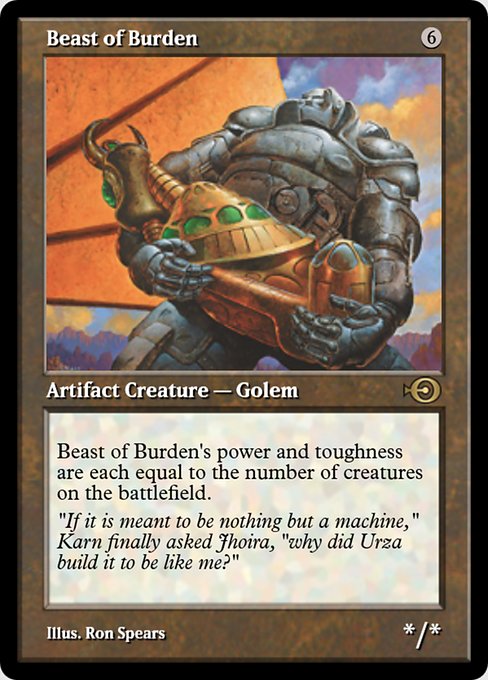 Beast of Burden 6
Artifact Creature — Golem
Beast of Burden's power and toughness
are each equal to the number of creatures
on the battlefield.
"If it is meant to be nothing but a machine,"
Karn finally asked Jhoira, "why did Urza
build it to be like me?"
Illus. Ron Spears
*/*